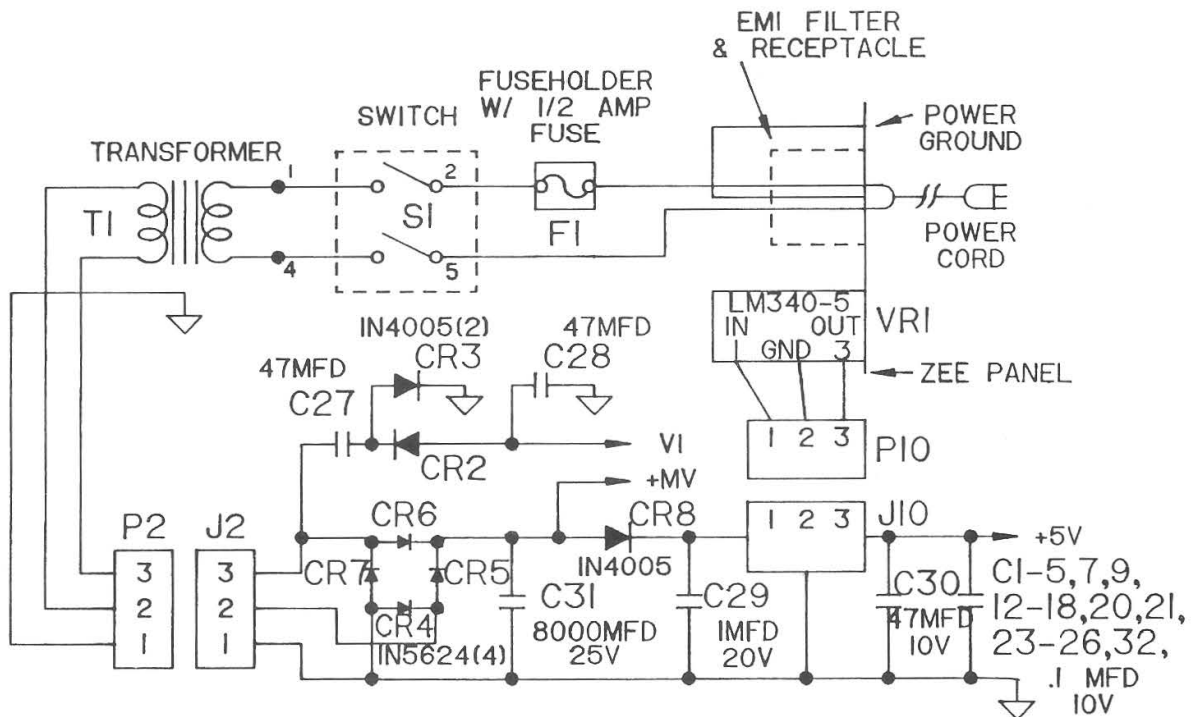 EMI FILTER
& RECEPTACLE
FUSEHOLDER
W/ 1/2 AMP
FUSE
SWITCH
POWER
GROUND
TRANSFORMER
1
2
T1
S1
F1
4
5
POWER
CORD
LM340-5
IN OUT
GND 3
VR1
ZEE PANEL
IN4005(2)
CR3
47MFD
C28
47MFD
C27
CR2
V1
+MV
1 2 3
P10
P2
J2
CR6
CR8
1 2 3
J10
+5V
3
2
1
3
2
1
CR7
CR5
IN4005
CR4
IN5624(4)
C31
8000MFD
25V
C29
1MFD
20V
C30
47MFD
10V
C1-5,7,9,
12-18,20,21,
23-26,32,
.1 MFD
10V